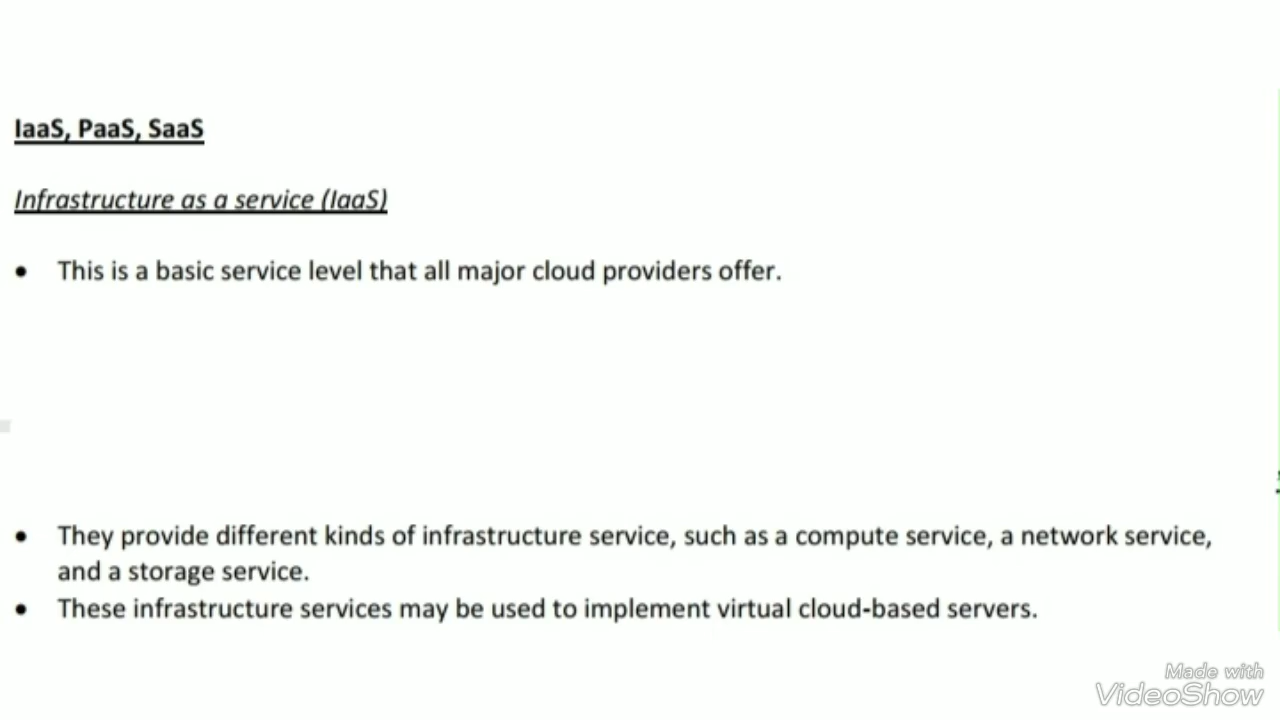 IaaS, PaaS, SaaS
Infrastructure as a service (IaaS)
• This is a basic service level that all major cloud providers offer.
• They provide different kinds of infrastructure service, such as a compute service, a network service,
and a storage service.
• These infrastructure services may be used to implement virtual cloud-based servers.
Made with
VideoShow